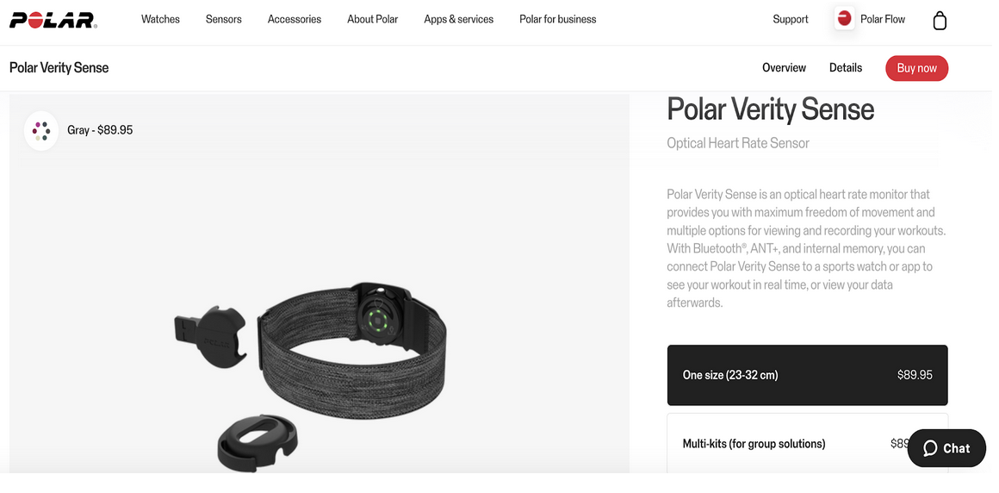 POLAR
Watches
Sensors
Accessories
About Polar
Apps & services
Polar for business
Support
Polar Flow
Polar Verity Sense
Overview
Details
Buy now
Gray - $89.95
Polar Verity Sense
Optical Heart Rate Sensor
Polar Verity Sense is an optical heart rate monitor that
provides you with maximum freedom of movement and
multiple options for viewing and recording your workouts.
With Bluetooth®, ANT+, and internal memory, you can
connect Polar Verity Sense to a sports watch or app to
see your workout in real time, or view your data
afterwards.
One size (23-32 cm)
$89.95
Multi-kits (for group solutions)
Chat